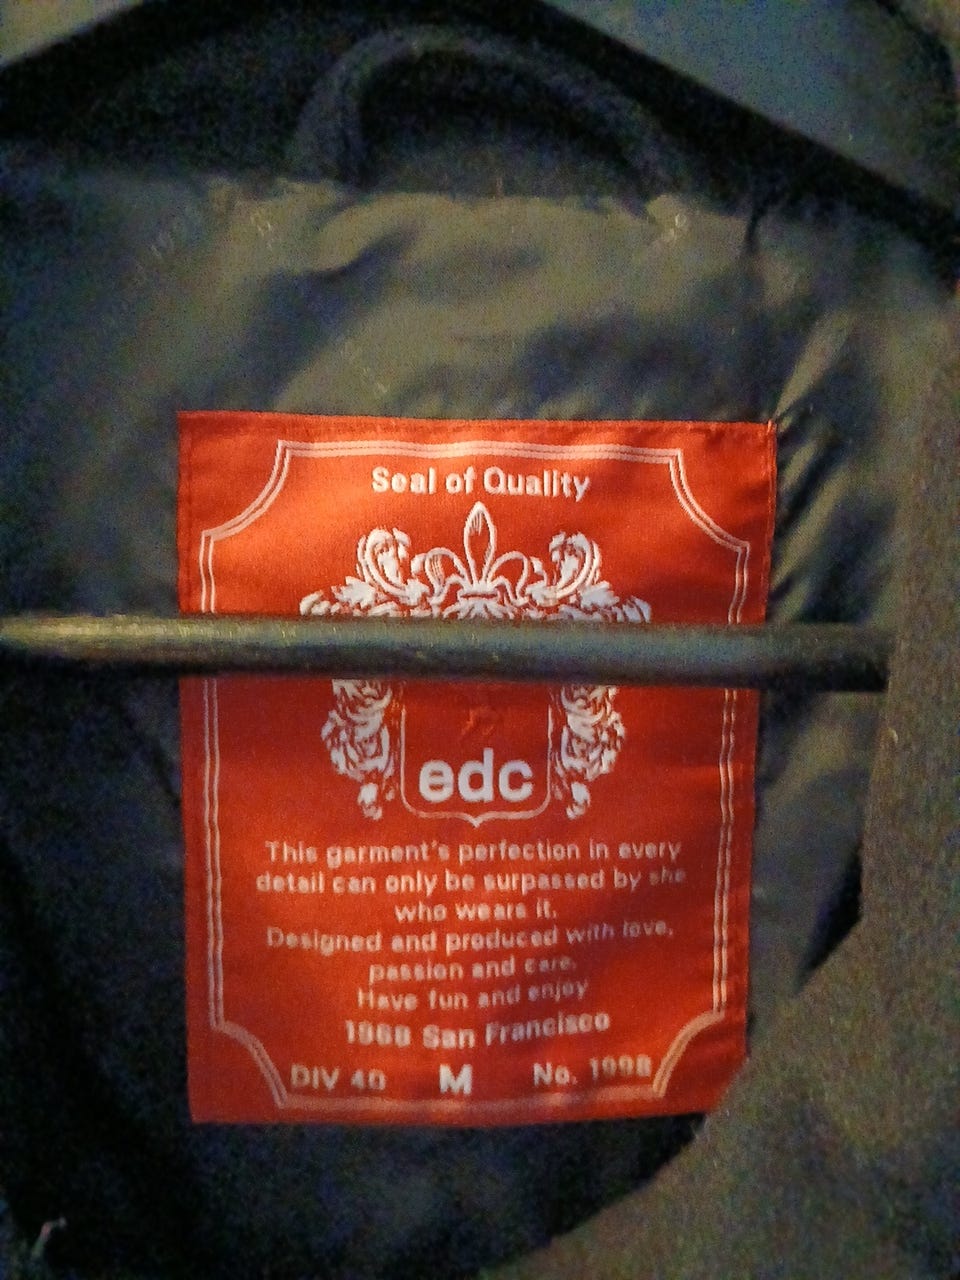 Seal of Quality
edc
This garment's perfection in every
detail can only be surpassed by she
who wears it.
Designed and produced with love,
passion and care.
Have fun and enjoy
1968 San Francisco
DIV 40 M No. 1998